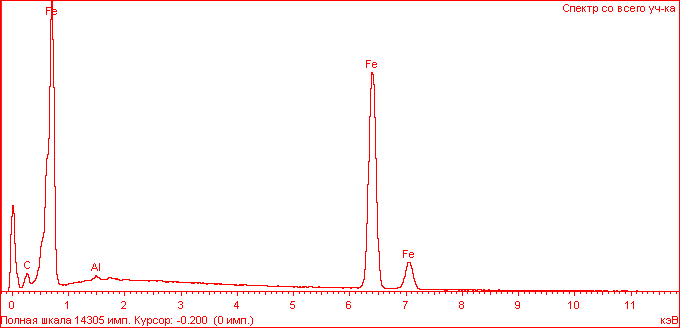 Спектр со всего уч-ка
Fe
Fe
Fe
C
Al
0 1 2 3 4 5 6 7 8 9 10 11
Полная шкала 14305 имп. Курсор: -0.200 (0 имп.) кэВ